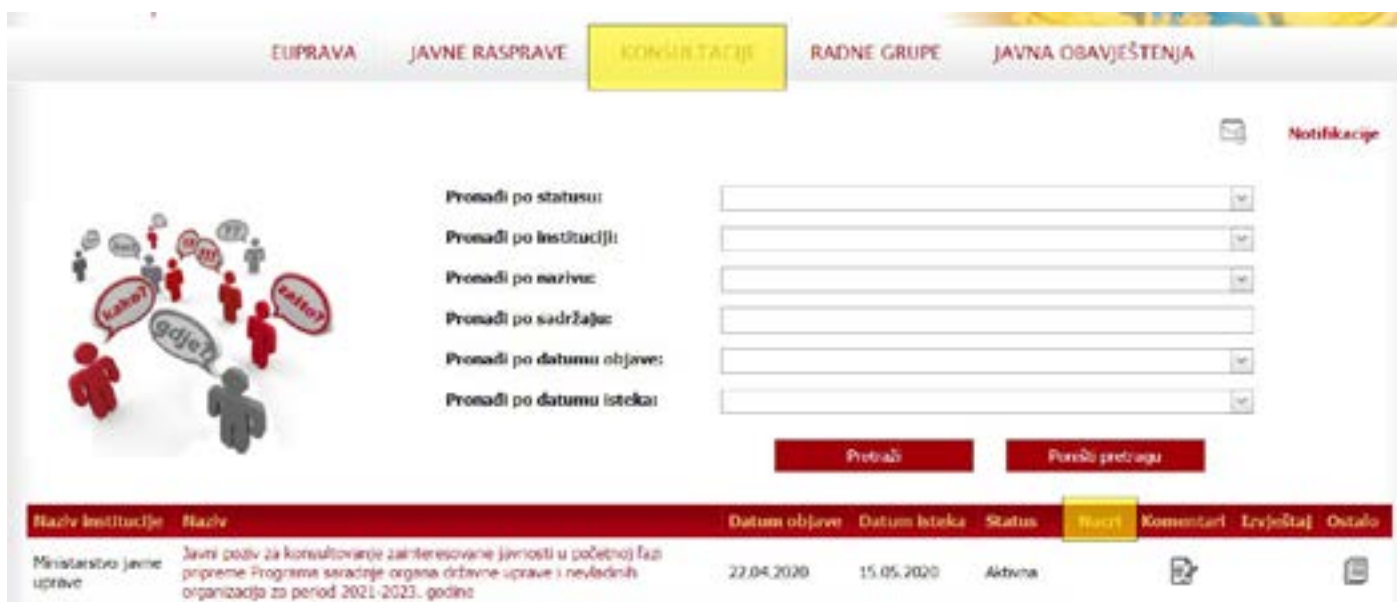 EUPRAVA JAVNE RASPRAVE KONSULTACIJE RADNE GRUPE JAVNA OBAVJEŠTENJA
Notifikacije
Pronađi po statusu:
Pronađi po instituciji:
Pronađi po nazivu:
Pronađi po sadržaju:
Pronađi po datumu objave:
Pronađi po datumu isteka:
kako?
gdje?
zašto?
!!!
??
Pretraži Poništi pretragu
Naziv institucije Naziv Datum objave Datum isteka Status Nacrt Komentari Izvještaj Ostalo
Ministarstvo javne uprave
Javni poziv za konsultovanje zainteresovane javnosti u početnoj fazi
pripreme Programa saradnje organa državne uprave i nevladinih
organizacija za period 2021-2023. godine
22.04.2020 15.05.2020 Aktivna